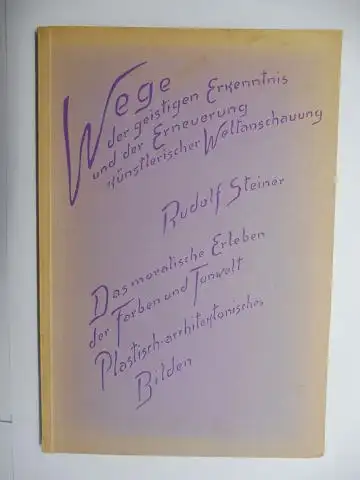 Wege
der geistigen Erkenntnis
und der Erneuerung
künstlerischer Weltanschauung
Rudolf Steiner
Das moralische Erleben
der Farben und Tonwelt
Plastisch-architektonisches
Bilden